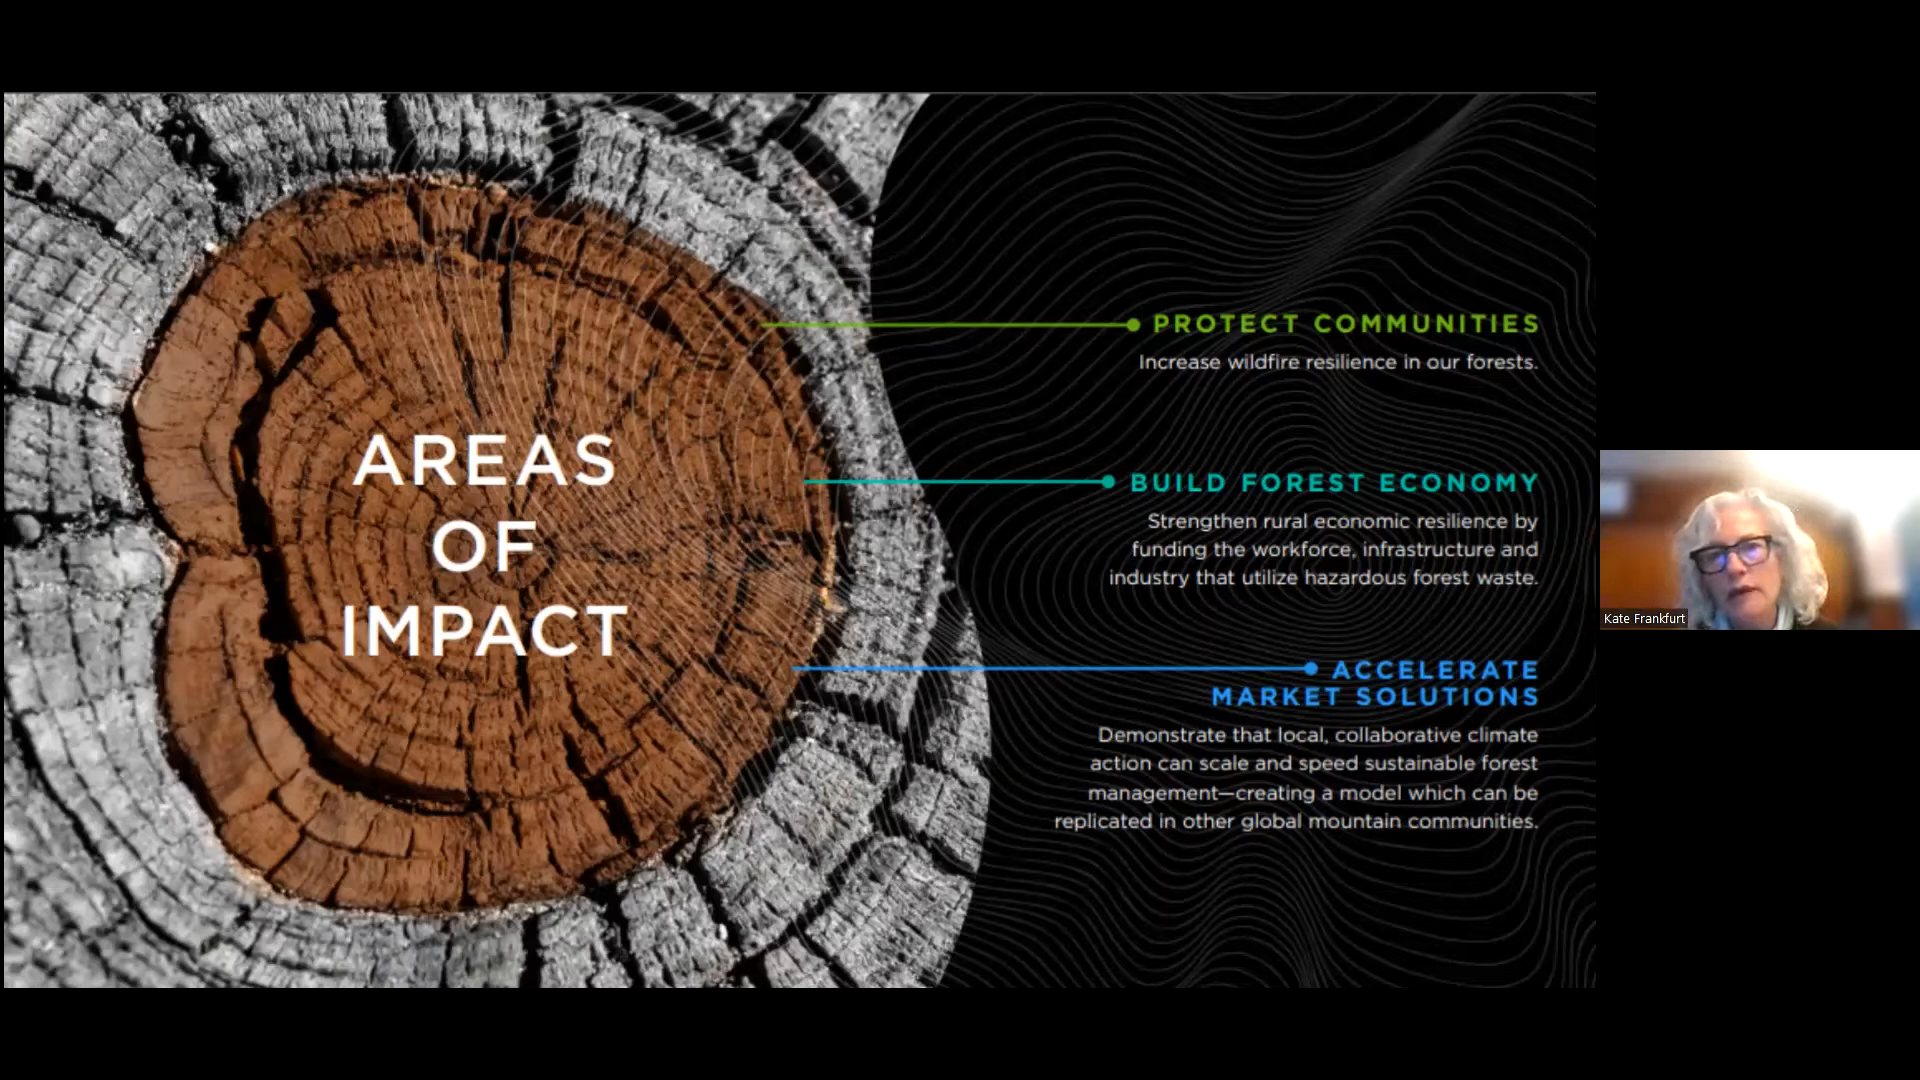 AREAS
OF
IMPACT
PROTECT COMMUNITIES
Increase wildfire resilience in our forests.
BUILD FOREST ECONOMY
Strengthen rural economic resilience by
funding the workforce, infrastructure and
industry that utilize hazardous forest waste.
ACCELERATE
MARKET SOLUTIONS
Demonstrate that local, collaborative climate
action can scale and speed sustainable forest
management—creating a model which can be
replicated in other global mountain communities.
Kate Frankfurt